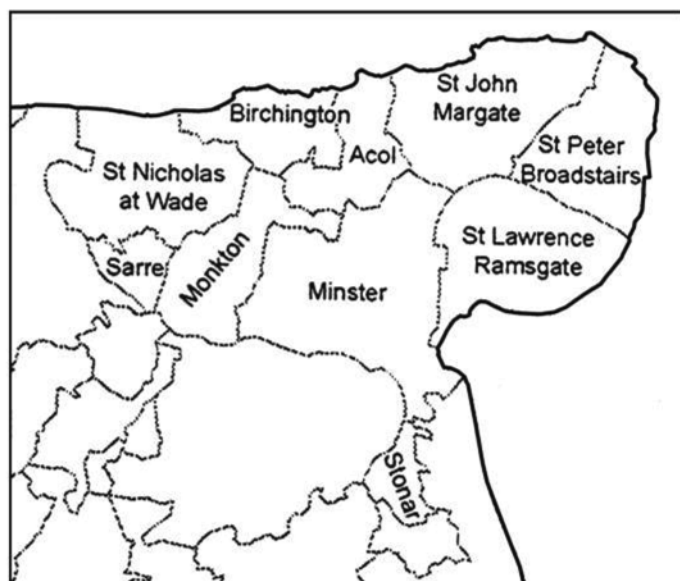 St John
Margate
Birchington
Acol
St Peter
Broadstairs
St Nicholas
at Wade
St Lawrence
Ramsgate
Sarre
Monkton
Minster
Stonar